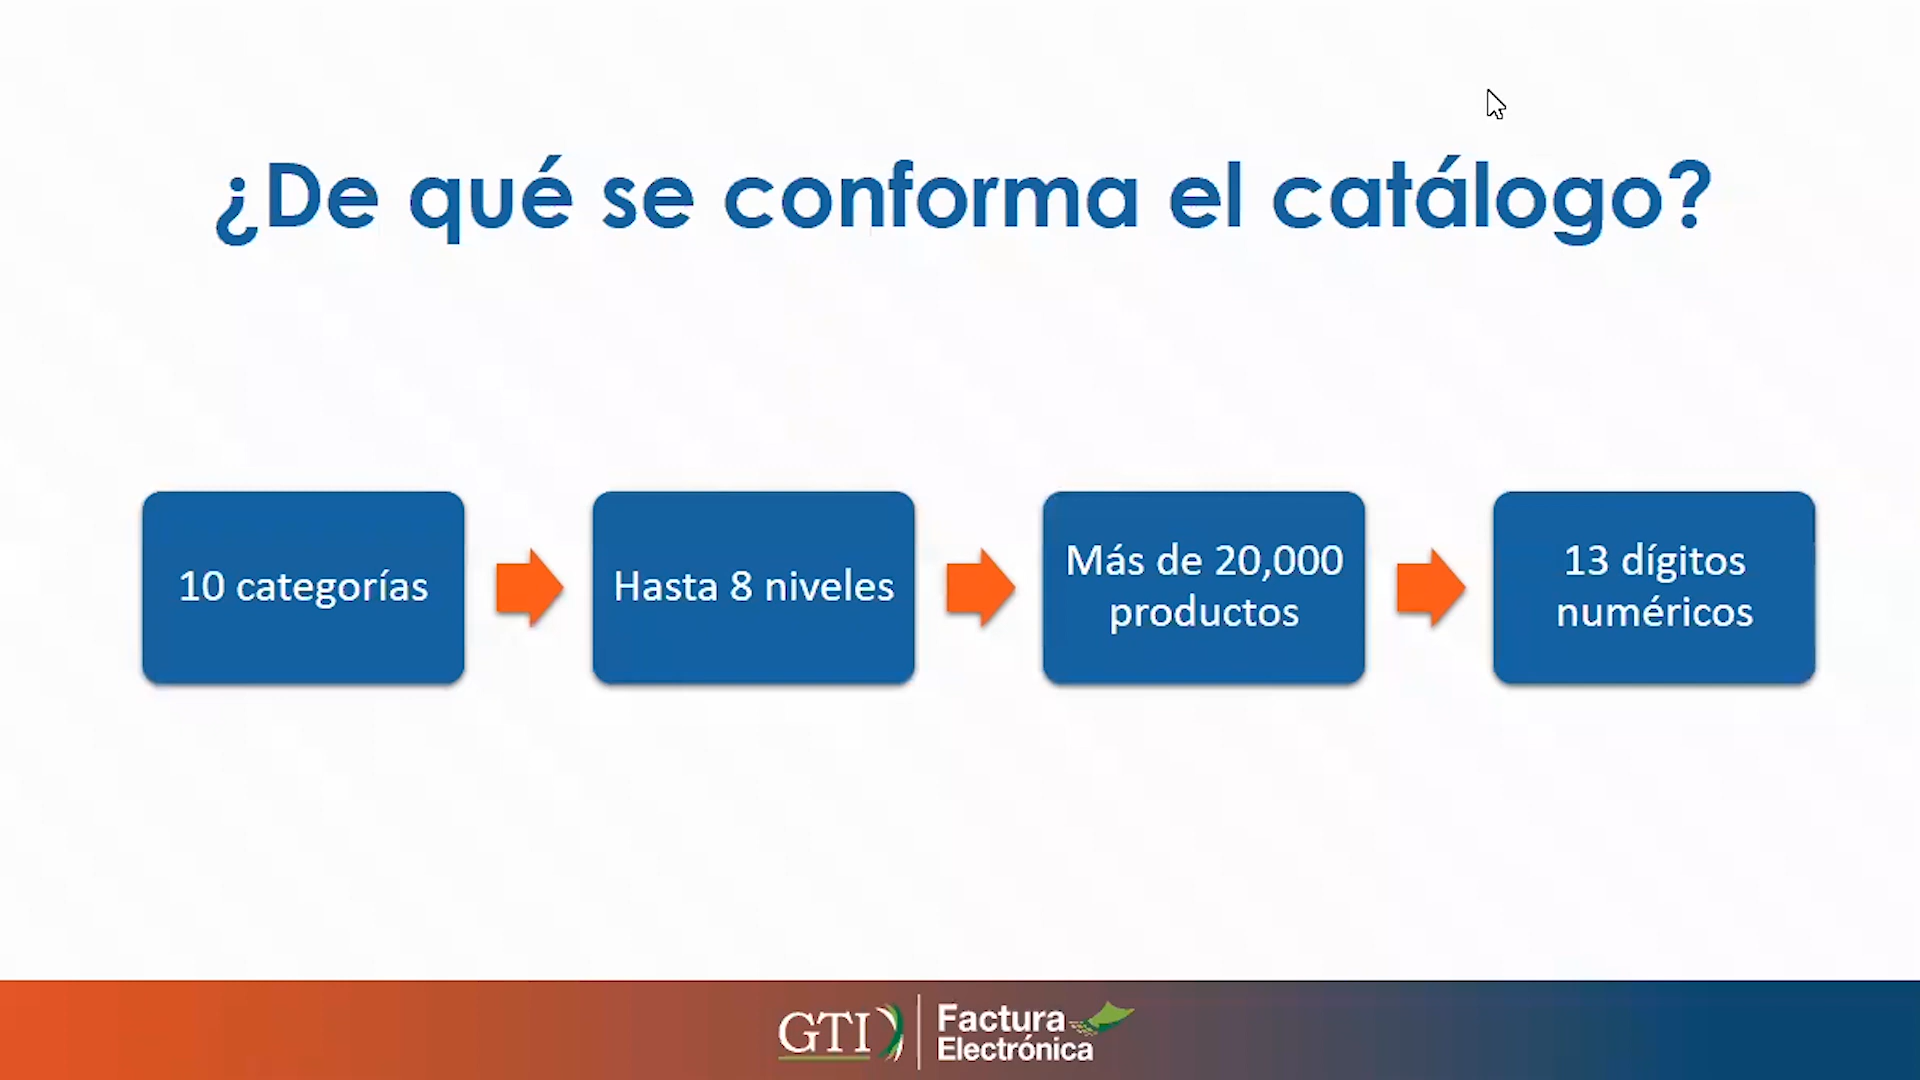 ¿De qué se conforma el catálogo?
10 categorías
Hasta 8 niveles
Más de 20,000
productos
13 dígitos
numéricos
GTI
Factura
Electrónica